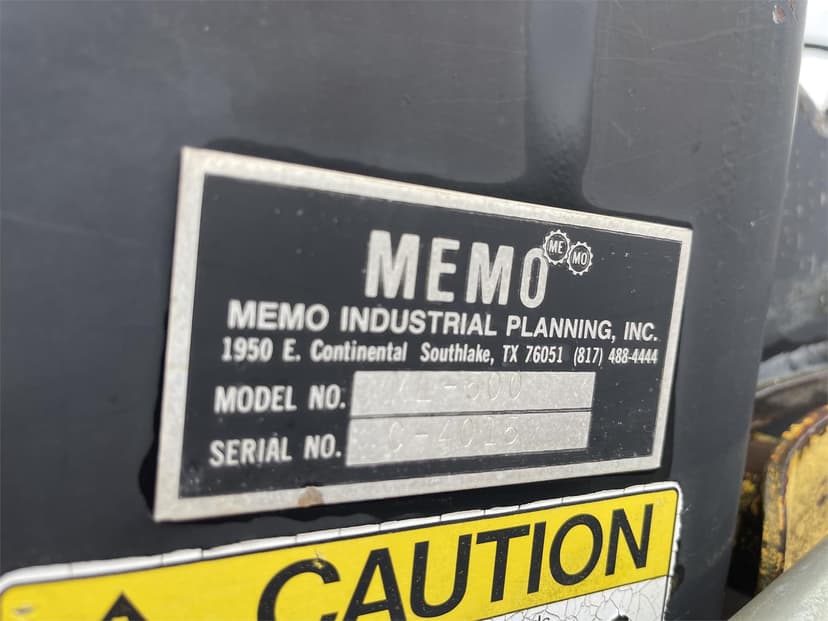 MEMO ME MO
MEMO INDUSTRIAL PLANNING, INC.
1950 E. Continental Southlake, TX 76051 (817) 488-4444
MODEL NO.
SERIAL NO. C-4013
CAUTION